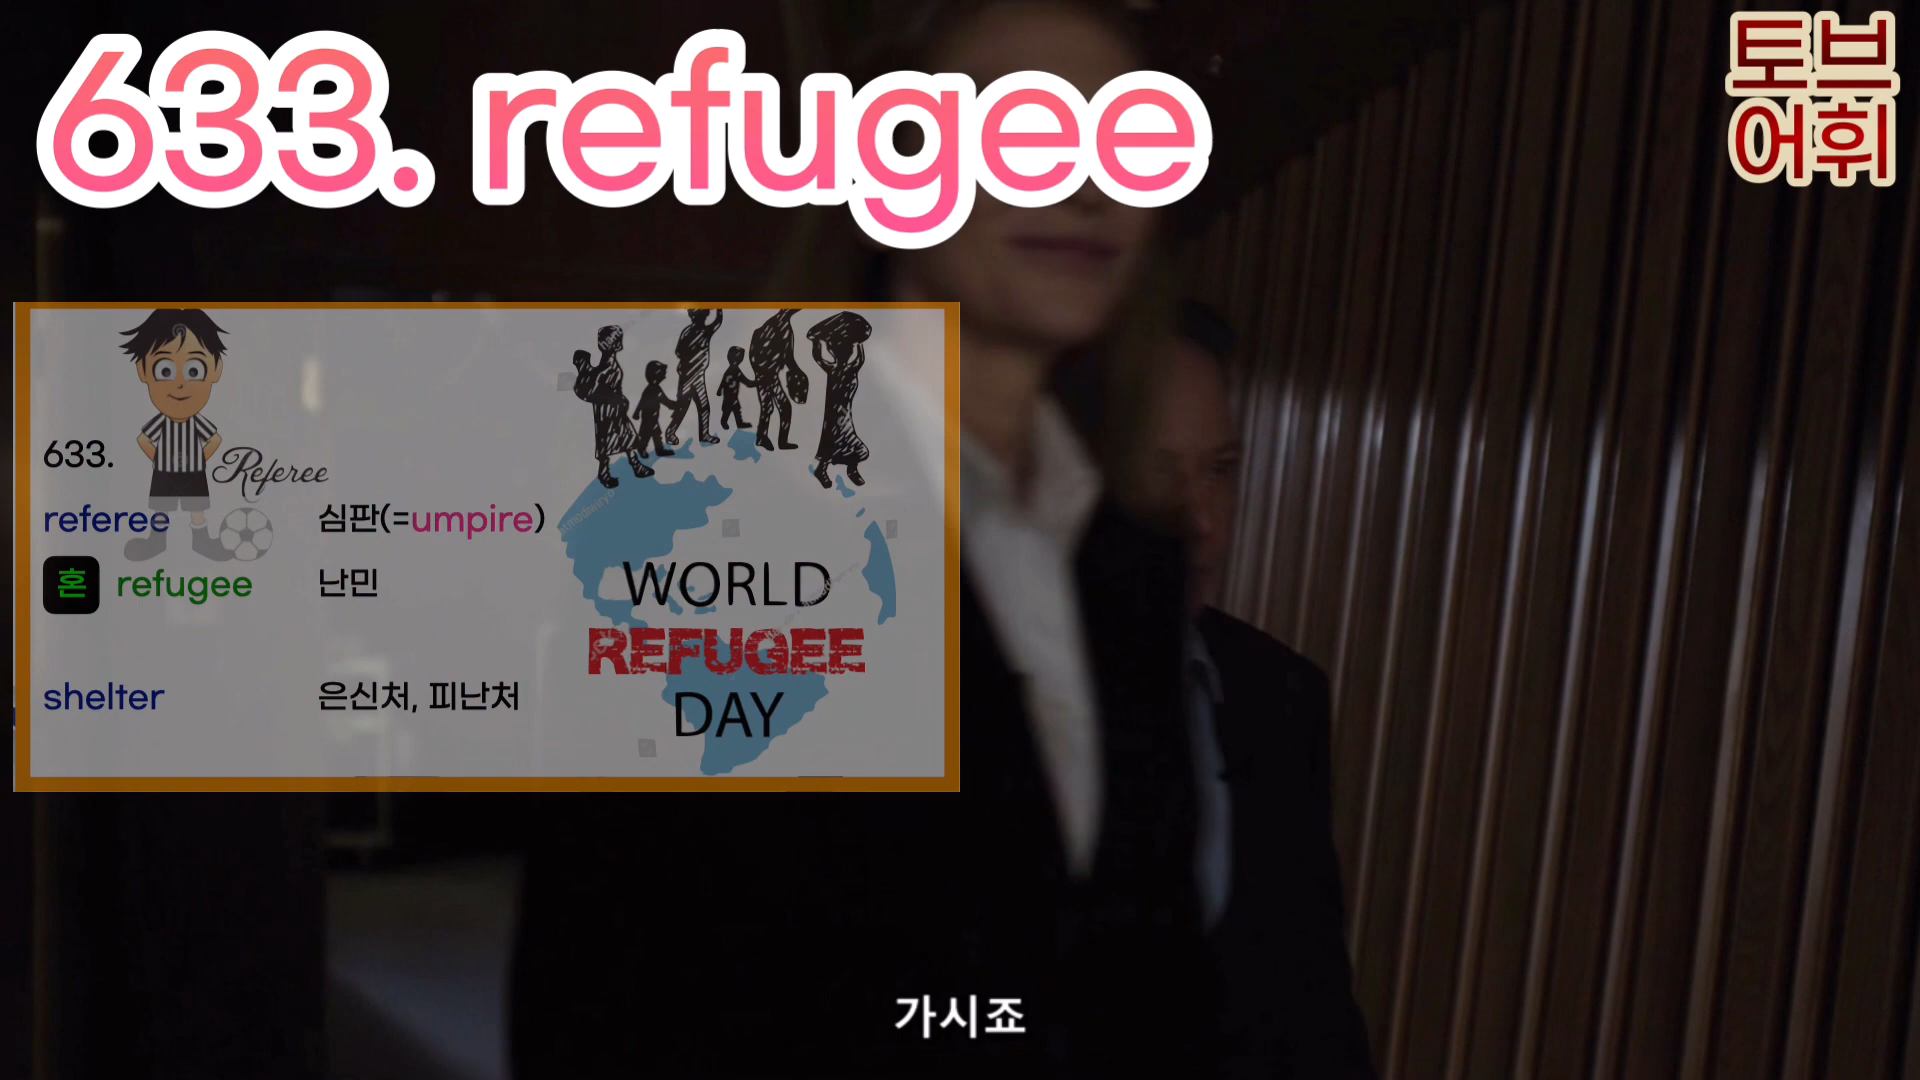 633. refugee
토브
어휘
633.
Referee
referee 심판(=umpire)
혼 refugee 난민
shelter 은신처, 피난처
WORLD
REFUGEE
DAY
가시죠